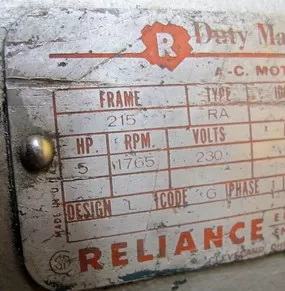 R Duty Ma
A-C. MOT
FRAME TYPE
215 RA
HP RPM. VOLTS
5 1765 230
DESIGN L CODE G PHASE
MADE IN U.S.A.
RELIANCE